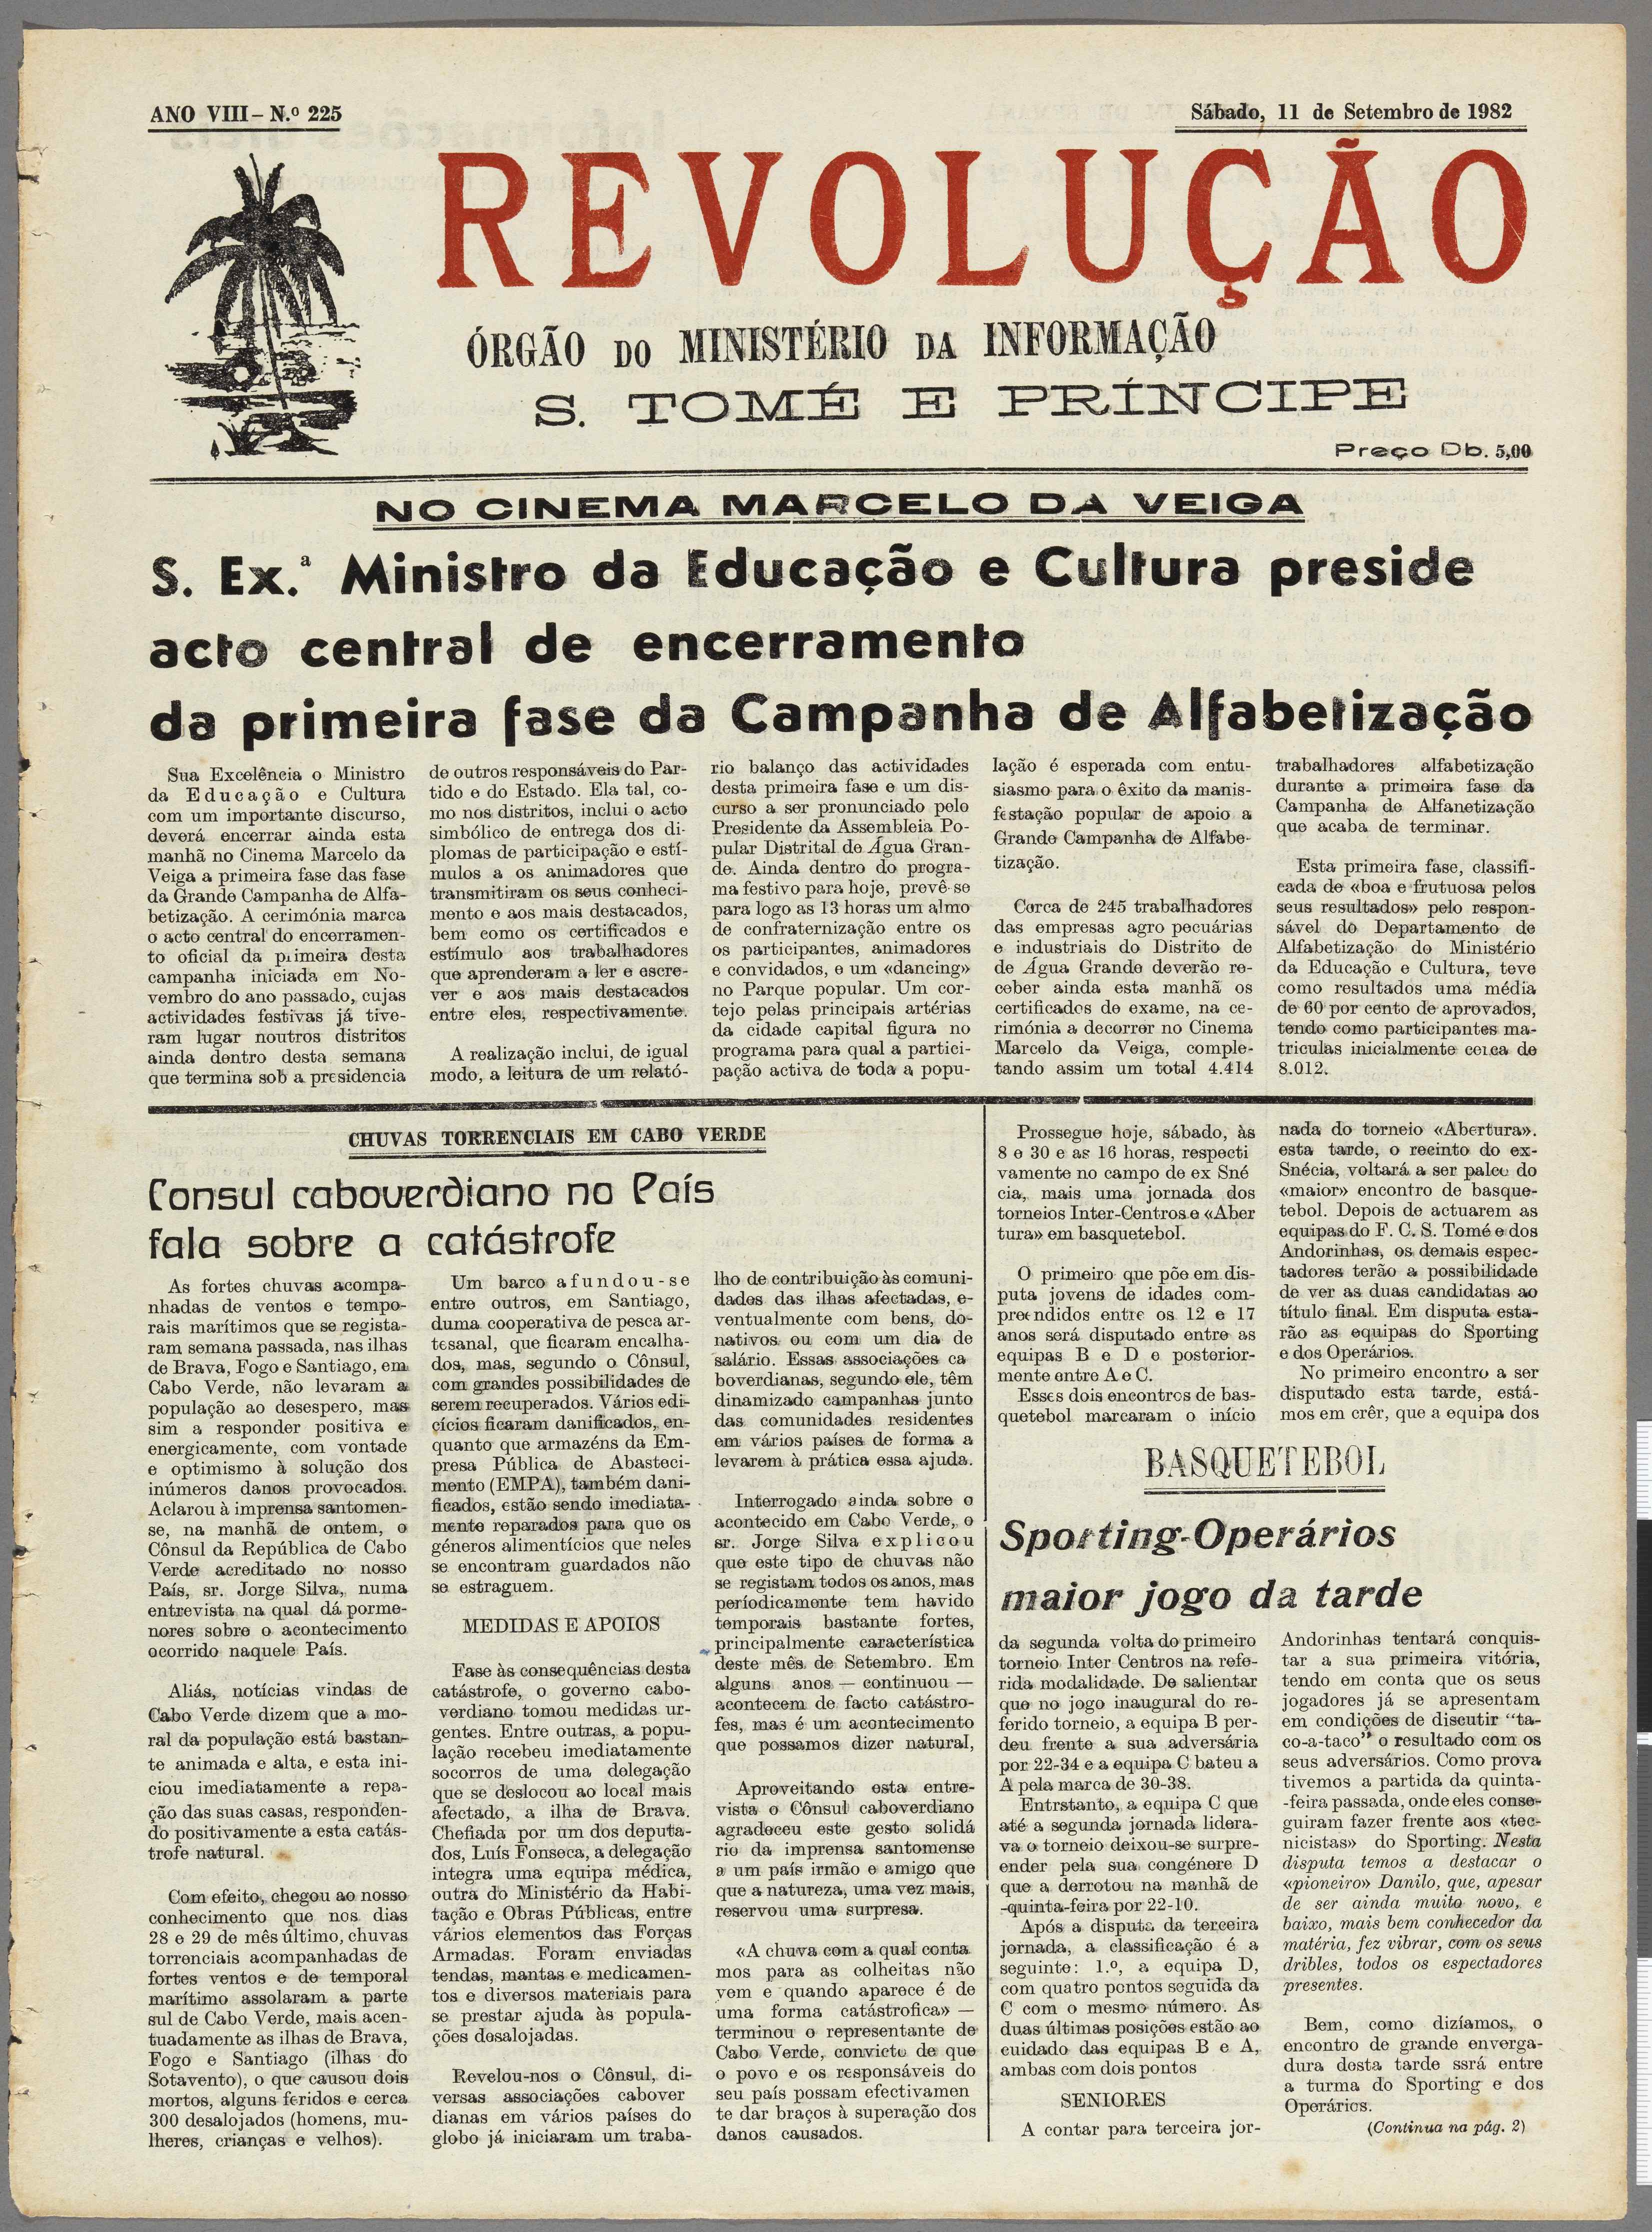 ANO VIII – N.º 225
Sábado, 11 de Setembro de 1982
REVOLUÇÃO
ÓRGÃO DO MINISTÉRIO DA INFORMAÇÃO
S. TOMÉ E PRÍNCIPE
Preço Db. 5,00
NO CINEMA MARCELO DA VEIGA
S. Ex.ª Ministro da Educação e Cultura preside
acto central de encerramento
da primeira fase da Campanha de Alfabetização
Sua Excelência o Ministro
da Educação e Cultura
com um importante discurso,
deverá encerrar ainda esta
manhã no Cinema Marcelo da
Veiga a primeira fase das fase
da Grande Campanha de Alfa-
betização. A cerimónia marca
o acto central do encerramen-
to oficial da primeira desta
campanha iniciada em No-
vembro do ano passado, cujas
actividades festivas já tive-
ram lugar noutros distritos
ainda dentro desta semana
que termina sob a presidencia
de outros responsáveis do Par-
tido e do Estado. Ela tal, co-
mo nos distritos, inclui o acto
simbólico de entrega dos di-
plomas de participação e estí-
mulos a os animadores que
transmitiram os seus conheci-
mento e aos mais destacados,
bem como os certificados e
estímulo aos trabalhadores
que aprenderam a ler e escre-
ver e aos mais destacados
entre eles, respectivamente.
A realização inclui, de igual
modo, a leitura de um relató-
rio balanço das actividades
desta primeira fase e um dis-
curso a ser pronunciado pelo
Presidente da Assembleia Po-
pular Distrital de Água Gran-
de. Ainda dentro do progra-
ma festivo para hoje, prevê-se
para logo as 13 horas um almo
de confraternização entre os
os participantes, animadores
e convidados, e um «dancing»
no Parque popular. Um cor-
tejo pelas principais artérias
da cidade capital figura no
programa para qual a partici-
pação activa de toda a popu-
lação é esperada com entu-
siasmo para o êxito da manis-
festação popular de apoio a
Grande Campanha de Alfabe-
tização.
Cerca de 245 trabalhadores
das empresas agro pecuárias
e industriais do Distrito de
de Água Grande deverão re-
ceber ainda esta manhã os
certificados de exame, na ce-
rimónia a decorrer no Cinema
Marcelo da Veiga, comple-
tando assim um total 4.414
trabalhadores alfabetização
durante a primeira fase da
Campanha de Alfanetização
que acaba de terminar.
Esta primeira fase, classifi-
cada de «boa e frutuosa pelos
seus resultados» pelo respon-
sável do Departamento de
Alfabetização do Ministério
da Educação e Cultura, teve
como resultados uma média
de 60 por cento de aprovados,
tendo como participantes ma-
triculas inicialmente cerca de
8.012.
CHUVAS TORRENCIAIS EM CABO VERDE
Consul caboverdiano no País
fala sobre a catástrofe
As fortes chuvas acompa-
nhadas de ventos e tempo-
rais marítimos que se regista-
ram semana passada, nas ilhas
de Brava, Fogo e Santiago, em
Cabo Verde, não levaram a
população ao desespero, mas
sim a responder positiva e
energicamente, com vontade
e optimismo à solução dos
inúmeros danos provocados.
Aclarou à imprensa santomen-
se, na manhã de ontem, o
Cônsul da República de Cabo
Verde acreditado no nosso
País, sr. Jorge Silva, numa
entrevista na qual dá porme-
nores sobre o acontecimento
ocorrido naquele País.
Aliás, notícias vindas de
Cabo Verde dizem que a mo-
ral da população está bastan-
te animada e alta, e esta ini-
ciou imediatamente a repa-
ção das suas casas, responden-
do positivamente a esta catás-
trofe natural.
Com efeito, chegou ao nosso
conhecimento que nos dias
28 e 29 de mês último, chuvas
torrenciais acompanhadas de
fortes ventos e de temporal
marítimo assolaram a parte
sul de Cabo Verde, mais acen-
tuadamente as ilhas de Brava,
Fogo e Santiago (ilhas do
Sotavento), o que causou dois
mortos, alguns feridos e cerca
300 desalojados (homens, mu-
lheres, crianças e velhos).
Um barco afundou-se
entre outros, em Santiago,
duma cooperativa de pesca ar-
tesanal, que ficaram encalha-
dos, mas, segundo o Cônsul,
com grandes possibilidades de
serem recuperados. Vários edi-
cícios ficaram danificados, en-
quanto que armazéns da Em-
presa Pública de Abasteci-
mento (EMPA), também dani-
ficados, estão sendo imediata-
mente reparados para que os
géneros alimentícios que neles
se encontram guardados não
se estraguem.
MEDIDAS E APOIOS
Fase às consequências desta
catástrofe, o governo cabo-
verdiano tomou medidas ur-
gentes. Entre outras, a popu-
lação recebeu imediatamente
socorros de uma delegação
que se deslocou ao local mais
afectado, a ilha de Brava.
Chefiada por um dos deputa-
dos, Luís Fonseca, a delegação
integra uma equipa médica,
outra do Ministério da Habi-
tação e Obras Públicas, entre
vários elementos das Forças
Armadas. Foram enviadas
tendas, mantas e medicamen-
tos e diversos materiais para
se prestar ajuda às popula-
ções desalojadas.
Revelou-nos o Cônsul, di-
versas associações cabover
dianas em vários países do
globo já iniciaram um traba-
lho de contribuição às comuni-
dades das ilhas afectadas, e-
ventualmente com bens, do-
nativos ou com um dia de
salário. Essas associações ca
boverdianas, segundo ele, têm
dinamizado campanhas junto
das comunidades residentes
em vários países de forma a
levarem à prática essa ajuda.
Interrogado ainda sobre o
acontecido em Cabo Verde, o
sr. Jorge Silva explicou
que este tipo de chuvas não
se registam todos os anos, mas
períodicamente tem havido
temporais bastante fortes,
principalmente característica
deste mês de Setembro. Em
alguns anos — continuou —
acontecem de facto catástro-
fes, mas é um acontecimento
que possamos dizer natural,
Aproveitando esta entre-
vista o Cônsul caboverdiano
agradeceu este gesto solidá
rio da imprensa santomense
a um país irmão e amigo que
que a natureza, uma vez mais,
reservou uma surpresa.
«A chuva com a qual conta
mos para as colheitas não
vem e quando aparece é de
uma forma catástrofica» —
terminou o representante de
Cabo Verde, convicto de que
o povo e os responsáveis do
seu país possam efectivamen
te dar braços à superação dos
danos causados.
Prossegue hoje, sábado, às
8 e 30 e as 16 horas, respecti
vamente no campo de ex Sné
cia, mais uma jornada dos
torneios Inter-Centros e «Aber
tura» em basquetebol.
O primeiro que põe em dis-
puta jovens de idades com-
preendidos entre os 12 e 17
anos será disputado entre as
equipas B e D e posterior-
mente entre A e C.
Esses dois encontros de bas-
quetebol marcaram o início
nada do torneio «Abertura».
esta tarde, o recinto do ex-
Snécia, voltará a ser palco do
«maior» encontro de basque-
tebol. Depois de actuarem as
equipas do F. C. S. Tomé e dos
Andorinhas, os demais espec-
tadores terão a possibilidade
de ver as duas candidatas ao
título final. Em disputa esta-
rão as equipas do Sporting
e dos Operários.
No primeiro encontro a ser
disputado esta tarde, está-
mos em crêr, que a equipa dos
BASQUETEBOL
Sporting-Operários
maior jogo da tarde
da segunda volta do primeiro
torneio Inter Centros na refe-
rida modalidade. De salientar
que no jogo inaugural do re-
ferido torneio, a equipa B per-
deu frente a sua adversária
por 22-34 e a equipa C bateu a
A pela marca de 30-38.
Entrstanto, a equipa C que
até a segunda jornada lidera-
va o torneio deixou-se surpre-
ender pela sua congénere D
que a derrotou na manhã de
-quinta-feira por 22-10.
Após a disputa da terceira
jornada, a classificação é a
seguinte: 1.º, a equipa D,
com quatro pontos seguida da
C com o mesmo número. As
duas últimas posições estão ao
cuidado das equipas B e A,
ambas com dois pontos
SENIORES
A contar para terceira jor-
Andorinhas tentará conquis-
tar a sua primeira vitória,
tendo em conta que os seus
jogadores já se apresentam
em condições de discutir "ta-
co-a-taco" o resultado com os
seus adversários. Como prova
tivemos a partida da quinta-
-feira passada, onde eles conse-
guiram fazer frente aos «tec-
nicistas» do Sporting. Nesta
disputa temos a destacar o
«pioneiro» Danilo, que, apesar
de ser ainda muito novo, e
baixo, mais bem conhecedor da
matéria, fez vibrar, com os seus
dribles, todos os espectadores
presentes.
Bem, como dizíamos, o
encontro de grande enverga-
dura desta tarde ssrá entre
a turma do Sporting e dos
Operários.
(Continua na pág. 2)